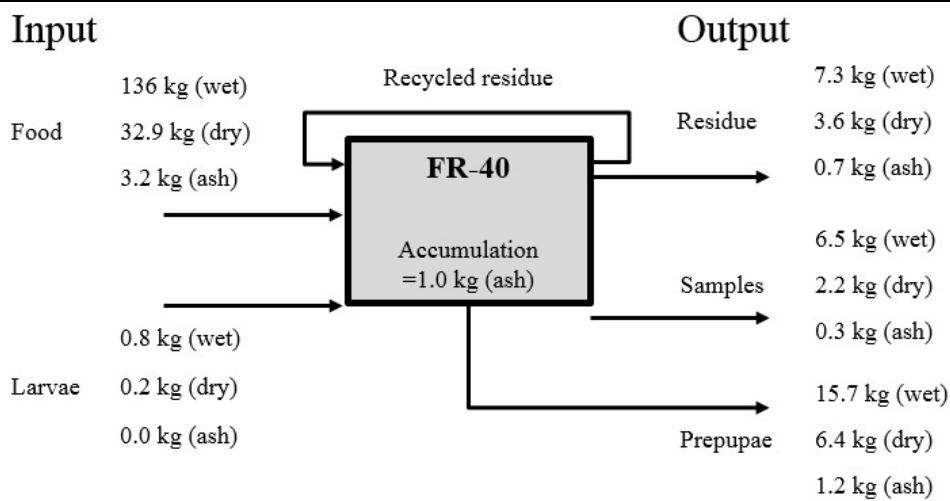 Input
Output
136 kg (wet)
Food
32.9 kg (dry)
3.2 kg (ash)
Recycled residue
7.3 kg (wet)
Residue
3.6 kg (dry)
0.7 kg (ash)
FR-40
Accumulation
=1.0 kg (ash)
6.5 kg (wet)
Samples
2.2 kg (dry)
0.3 kg (ash)
0.8 kg (wet)
Larvae
0.2 kg (dry)
0.0 kg (ash)
15.7 kg (wet)
Prepupae
6.4 kg (dry)
1.2 kg (ash)